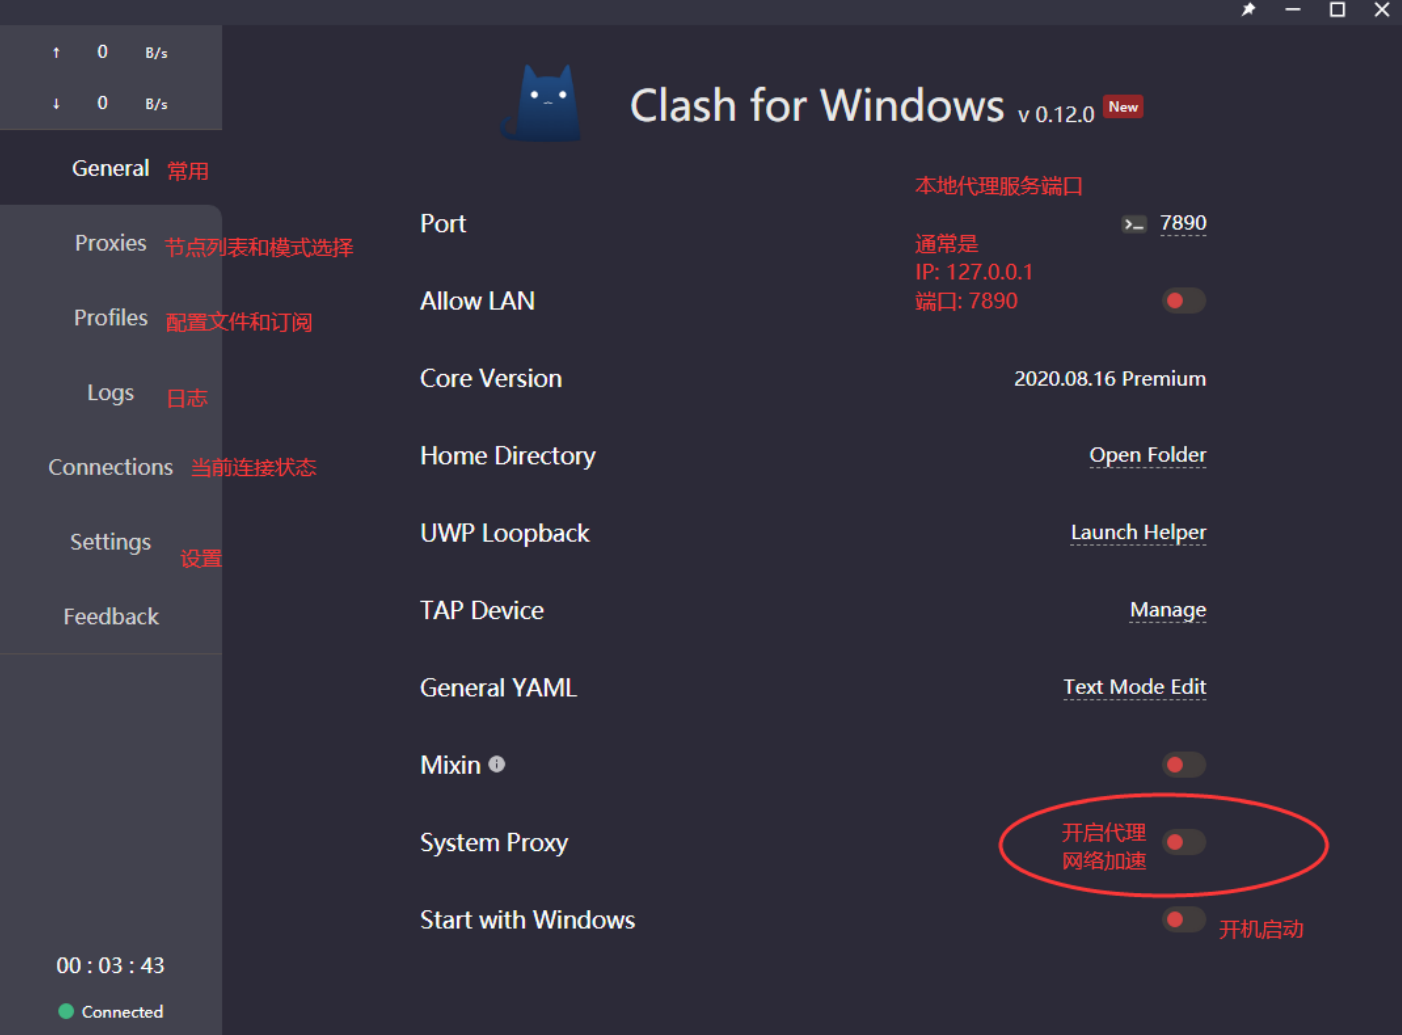 ↑ 0 B/s
↓ 0 B/s
Clash for Windows v 0.12.0 New
General 常用
Proxies 节点列表和模式选择
Profiles 配置文件和订阅
Logs 日志
Connections 当前连接状态
Settings 设置
Feedback
00 : 03 : 43
Connected
本地代理服务端口
Port >_ 7890
通常是
IP: 127.0.0.1
端口: 7890
Allow LAN
Core Version 2020.08.16 Premium
Home Directory Open Folder
UWP Loopback Launch Helper
TAP Device Manage
General YAML Text Mode Edit
Mixin i
System Proxy 开启代理
网络加速
Start with Windows 开机启动